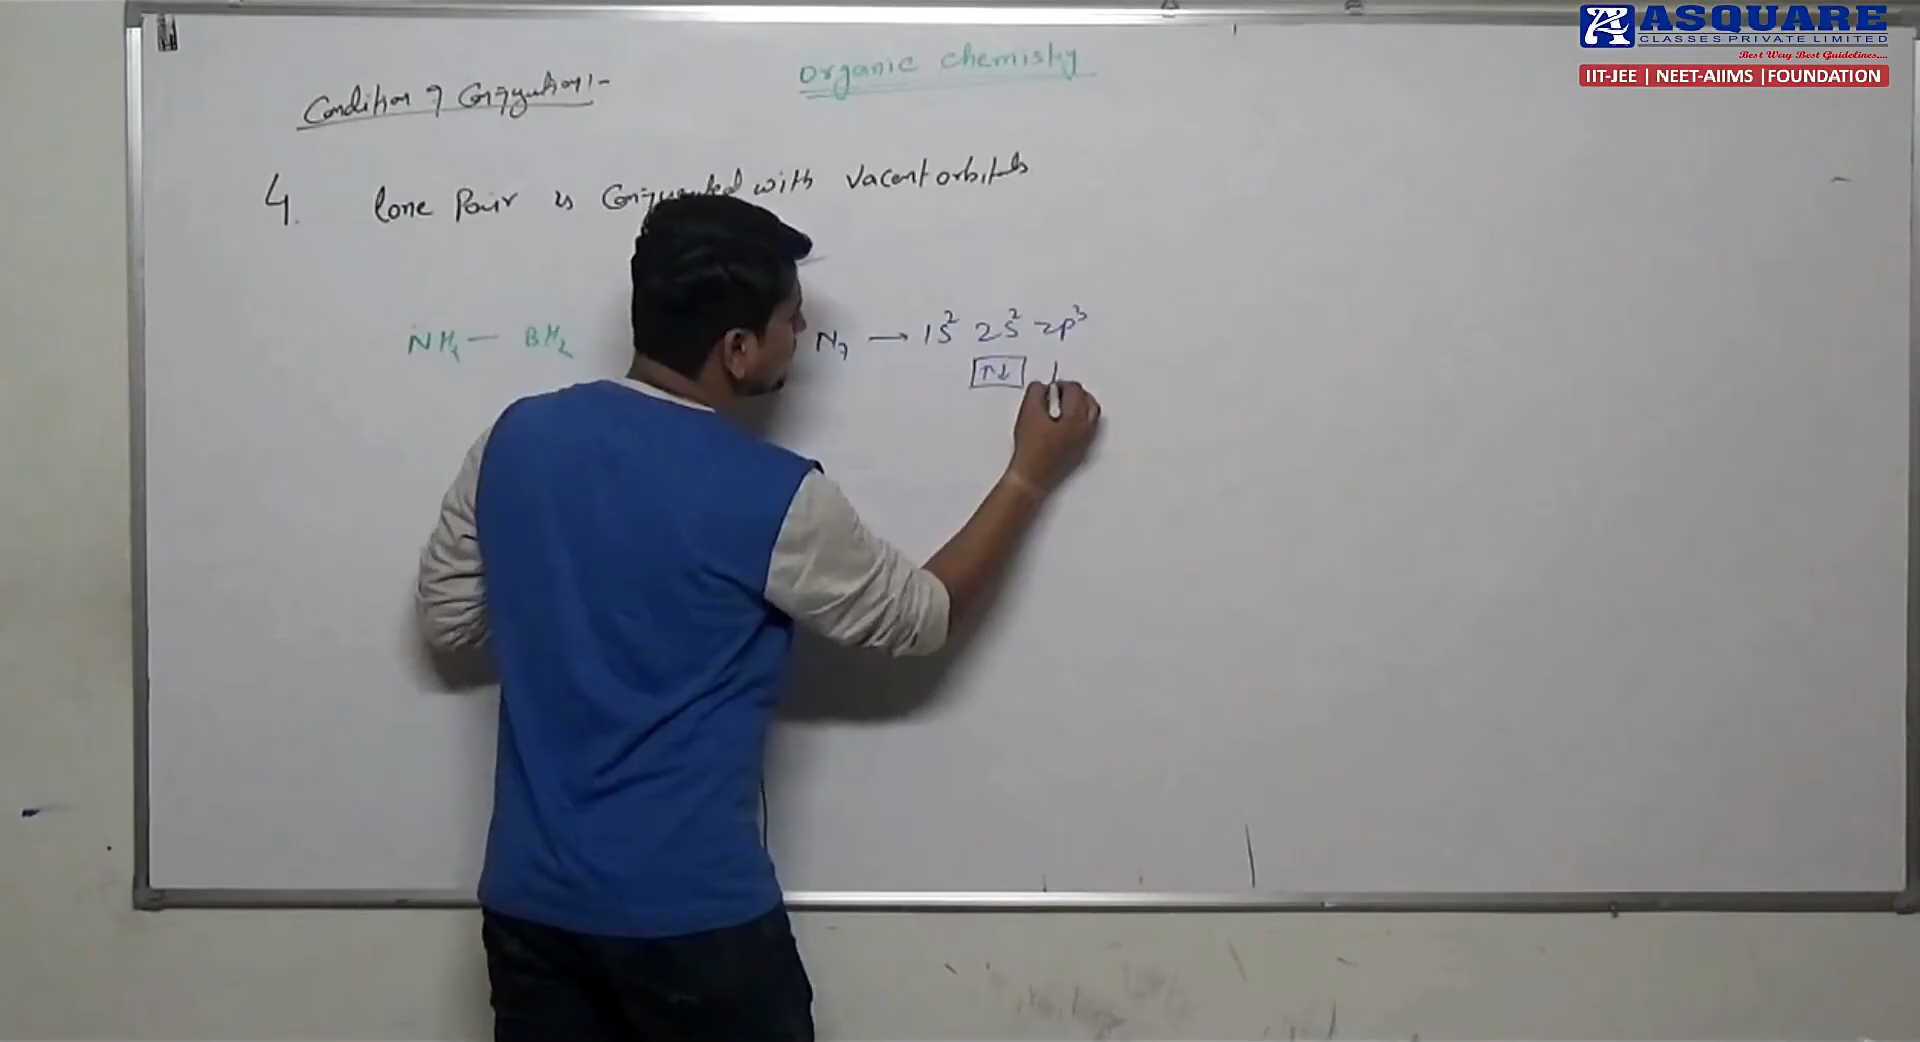 ASQUARE
CLASSES PRIVATE LIMITED
Best Way Best Guidelines....
IIT-JEE | NEET-AIIMS |FOUNDATION
Organic Chemistry
Condition of Conjugation:-
4. lone Pair is Conjugated with Vacant orbitals
NH₂ — BH₂
N₇ → 1S² 2S² 2p³
↑↓